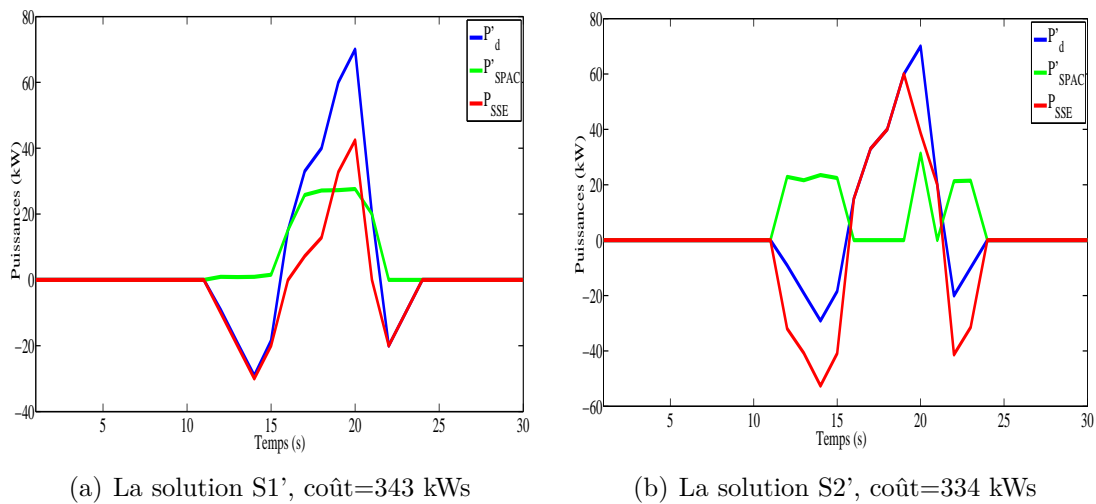 80
60
40
20
0
−20
−40
5
10
15
20
25
30
Puissances (kW)
Temps (s)
P'd
P'SPAC
PSSE
(a) La solution S1', coût=343 kWs
80
60
40
20
0
−20
−40
−60
5
10
15
20
25
30
Puissances (kW)
Temps (s)
P'd
P'SPAC
PSSE
(b) La solution S2', coût=334 kWs